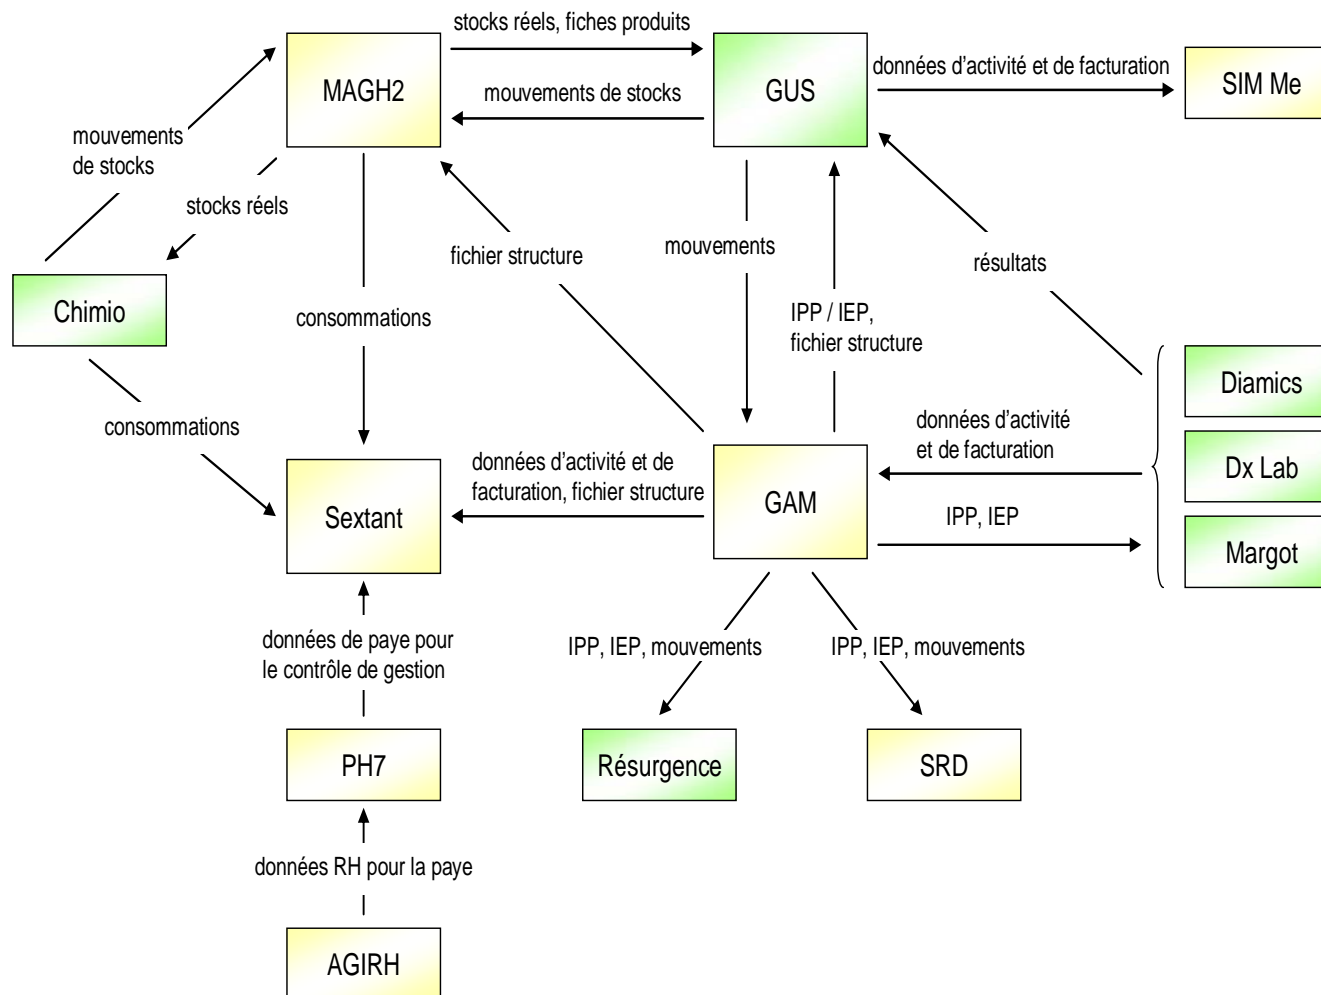 stocks réels, fiches produits
MAGH2
GUS
données d'activité et de facturation
SIM Me
mouvements de stocks
mouvements
de stocks
stocks réels
fichier structure
mouvements
résultats
Chimio
consommations
IPP / IEP,
fichier structure
Diamics
consommations
données d'activité
et de facturation
données d'activité et de
facturation, fichier structure
Dx Lab
Sextant
GAM
IPP, IEP
Margot
données de paye pour
le contrôle de gestion
IPP, IEP, mouvements
IPP, IEP, mouvements
PH7
Résurgence
SRD
données RH pour la paye
AGIRH